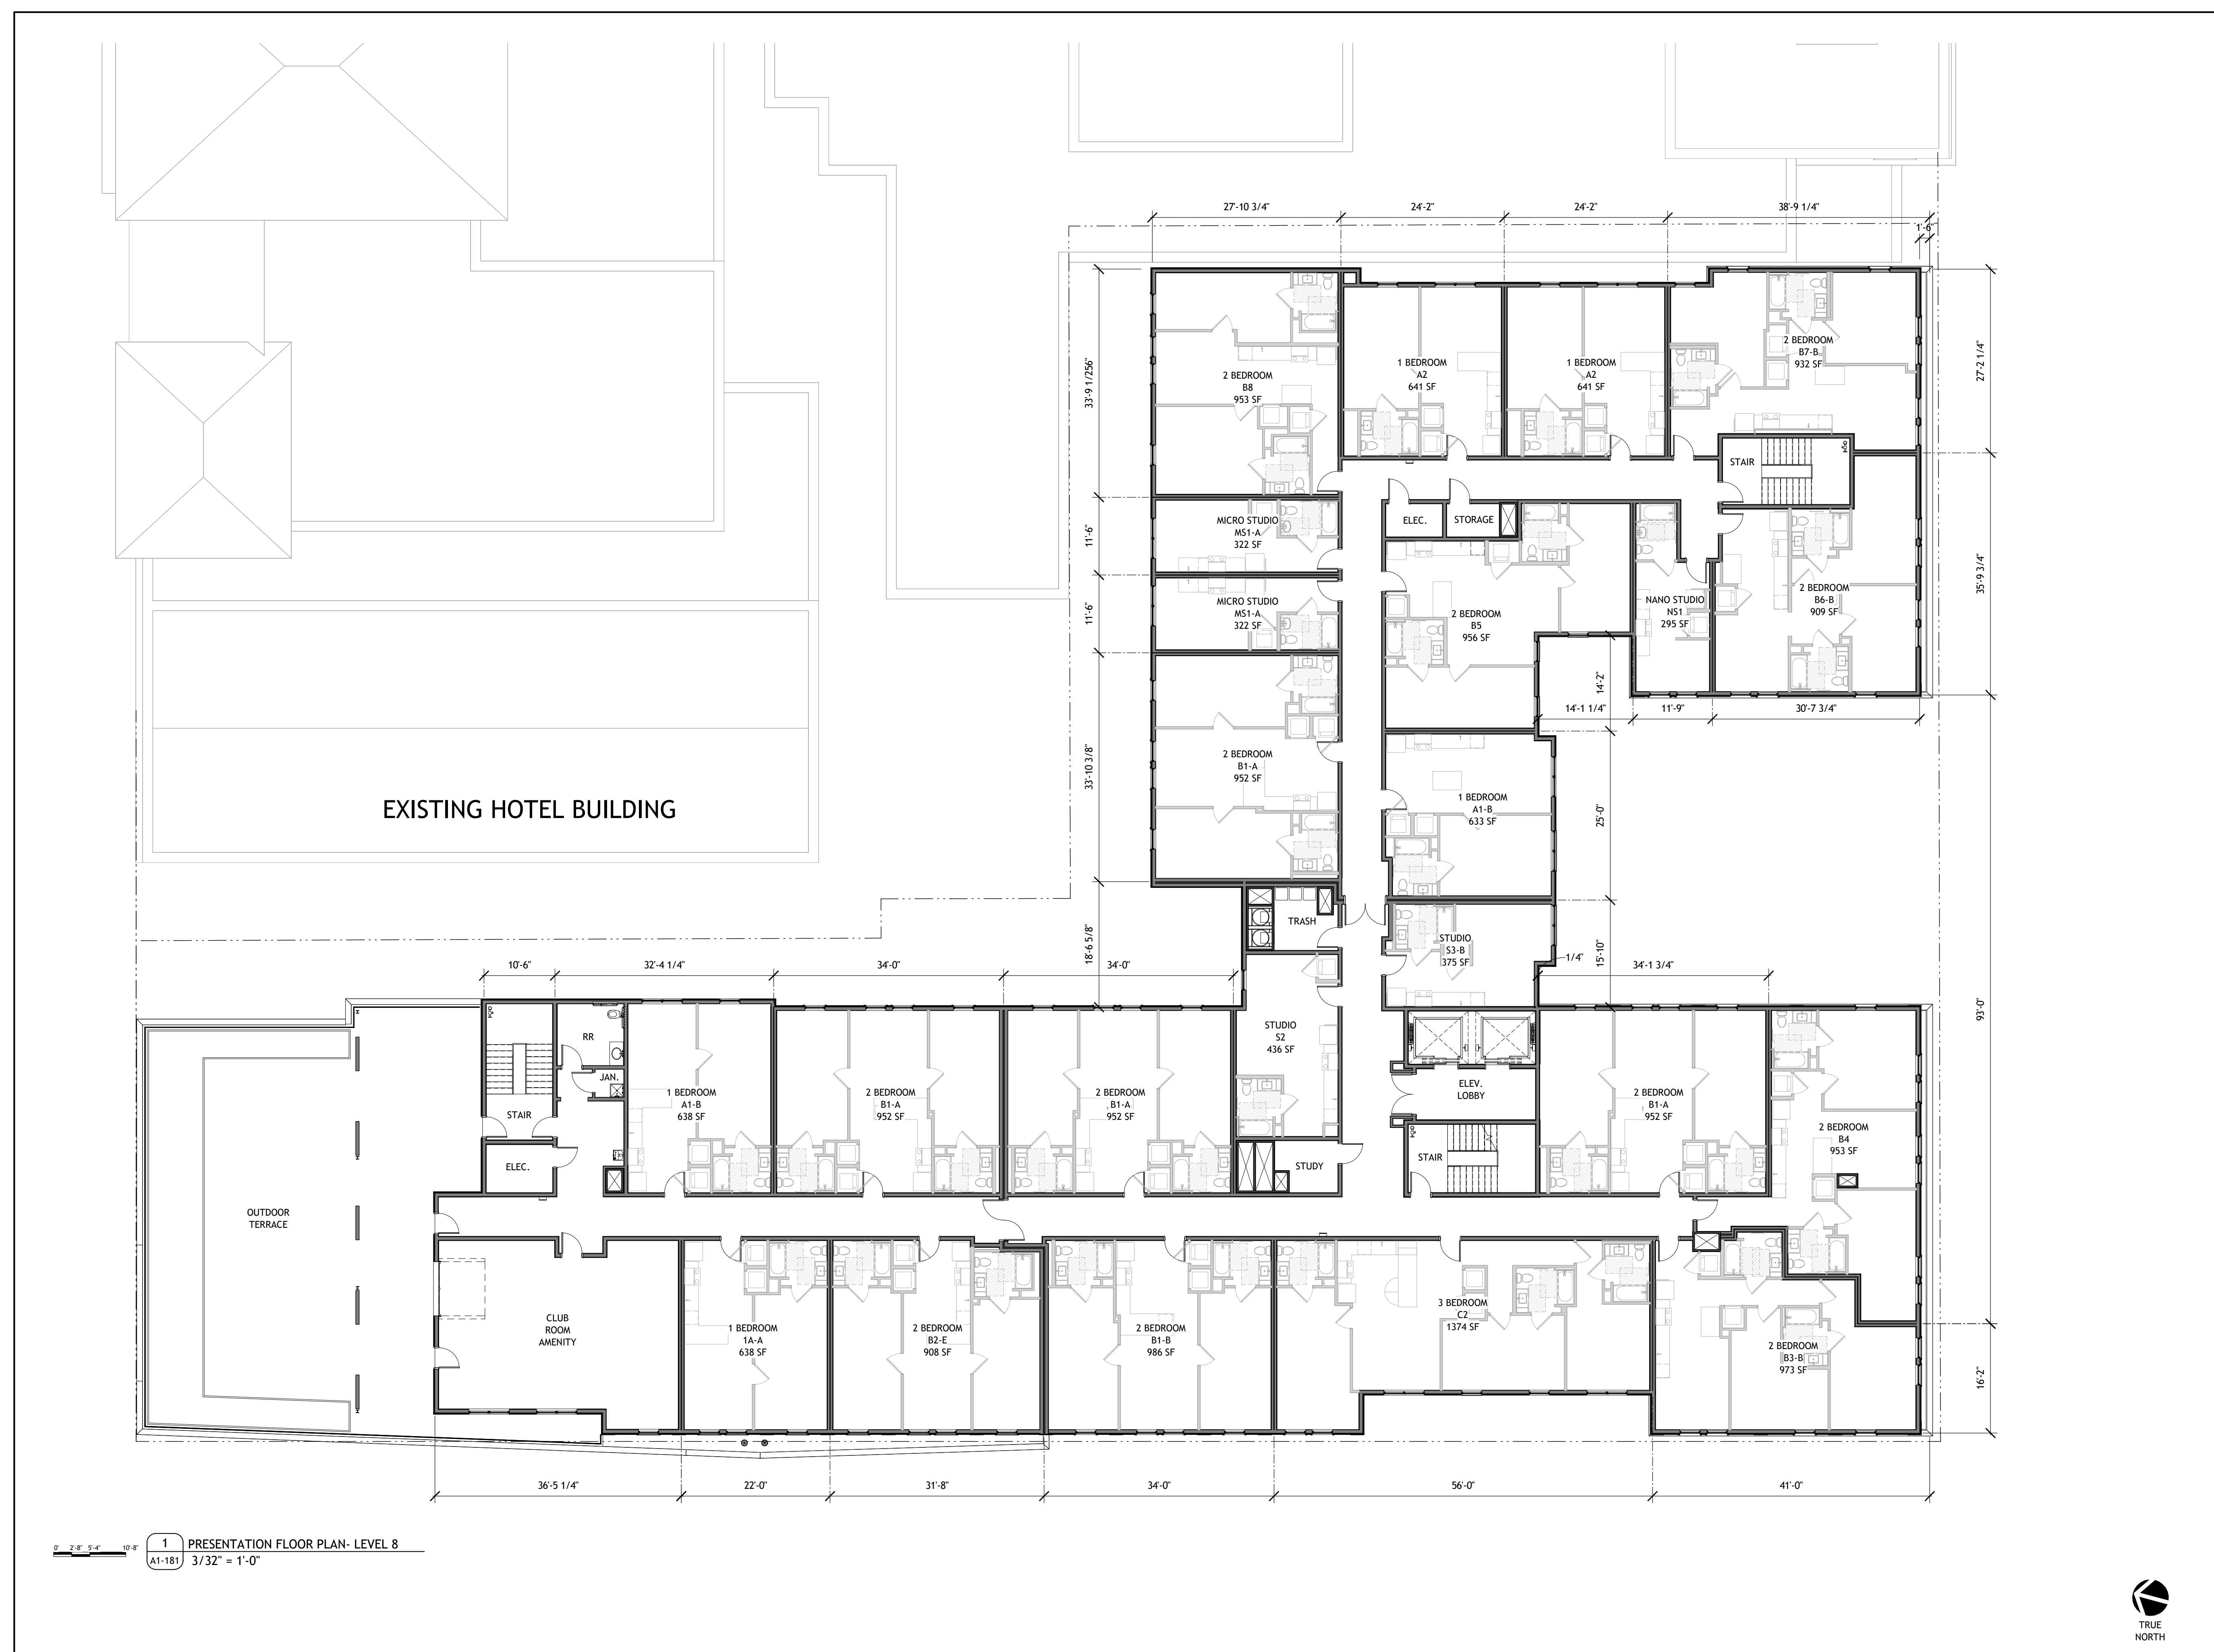 27'-10 3/4"
24'-2"
24'-2"
38'-9 1/4"
1'-6"
33'-9 1/256"
27'-2 1/4"
2 BEDROOM
B8
953 SF
1 BEDROOM
A2
641 SF
1 BEDROOM
A2
641 SF
2 BEDROOM
B7-B
932 SF
STAIR
11'-6"
MICRO STUDIO
MS1-A
322 SF
ELEC.
STORAGE
35'-9 3/4"
11'-6"
MICRO STUDIO
MS1-A
322 SF
2 BEDROOM
B5
956 SF
NANO STUDIO
NS1
295 SF
2 BEDROOM
B6-B
909 SF
14'-2"
14'-1 1/4"
11'-9"
30'-7 3/4"
33'-10 3/8"
2 BEDROOM
B1-A
952 SF
1 BEDROOM
A1-B
633 SF
25'-0"
EXISTING HOTEL BUILDING
TRASH
18'-6 5/8"
STUDIO
S3-B
375 SF
15'-10"
1/4"
10'-6"
32'-4 1/4"
34'-0"
34'-0"
34'-1 3/4"
93'-0"
RR
JAN.
STAIR
ELEC.
1 BEDROOM
A1-B
638 SF
2 BEDROOM
B1-A
952 SF
2 BEDROOM
B1-A
952 SF
STUDIO
S2
436 SF
STUDY
ELEV.
LOBBY
STAIR
2 BEDROOM
B1-A
952 SF
2 BEDROOM
B4
953 SF
OUTDOOR
TERRACE
CLUB
ROOM
AMENITY
1 BEDROOM
1A-A
638 SF
2 BEDROOM
B2-E
908 SF
2 BEDROOM
B1-B
986 SF
3 BEDROOM
C2
1374 SF
2 BEDROOM
B3-B
973 SF
16'-2"
36'-5 1/4"
22'-0"
31'-8"
34'-0"
56'-0"
41'-0"
0' 2'-8" 5'-4" 10'-8"
1
A1-181
PRESENTATION FLOOR PLAN- LEVEL 8
3/32" = 1'-0"
TRUE
NORTH